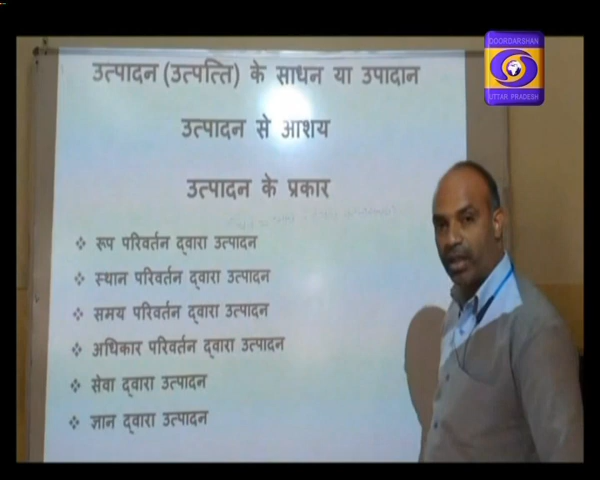 उत्पादन (उत्पत्ति) के साधन या उपादान
उत्पादन से आशय
उत्पादन के प्रकार
❖ रूप परिवर्तन द्वारा उत्पादन
❖ स्थान परिवर्तन द्वारा उत्पादन
❖ समय परिवर्तन द्वारा उत्पादन
❖ अधिकार परिवर्तन द्वारा उत्पादन
❖ सेवा द्वारा उत्पादन
❖ ज्ञान द्वारा उत्पादन
DOORDARSHAN
UTTAR PRADESH